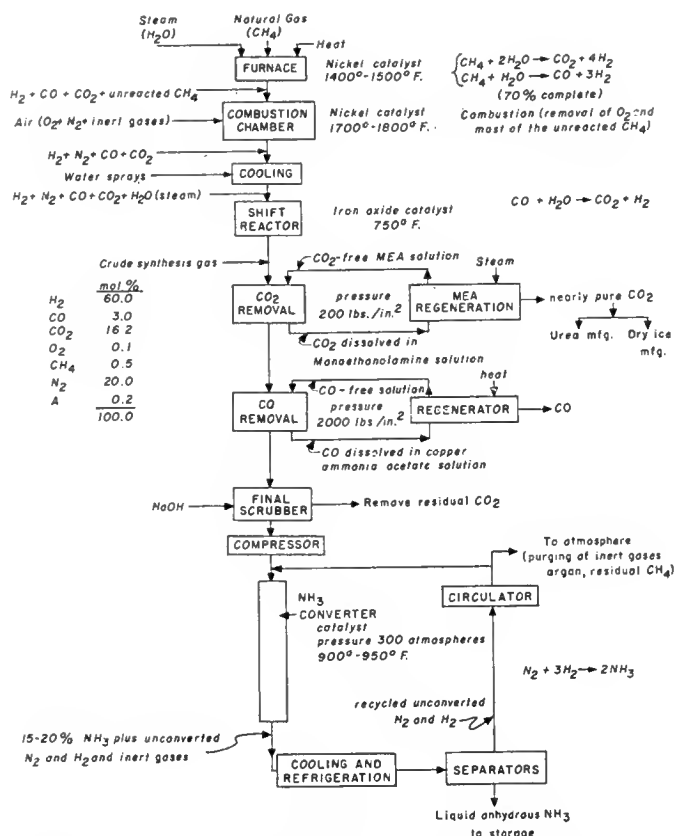 Steam
(H2O)
Natural Gas
(CH4)
Heat
FURNACE
Nickel catalyst
1400°-1500° F.
CH4 + 2H2O → CO2 + 4H2
CH4 + H2O → CO + 3H2
(70% complete)
H2 + CO + CO2 + unreacted CH4
Air (O2+ N2+ inert gases)
COMBUSTION
CHAMBER
Nickel catalyst
1700°-1800° F.
Combustion (removal of O2 and
most of the unreacted CH4)
H2 + N2 + CO + CO2
Water sprays
COOLING
H2 + N2 + CO + CO2 + H2O (steam)
SHIFT
REACTOR
Iron oxide catalyst
750° F.
CO + H2O → CO2 + H2
Crude synthesis gas
CO2-free MEA solution
Steam
CO2
REMOVAL
pressure
200 lbs./in.2
MEA
REGENERATION
nearly pure CO2
Urea mfg.
Dry ice
mfg.
CO2 dissolved in
Monoethanolamine solution
mol %
H2 60.0
CO 3.0
CO2 16.2
O2 0.1
CH4 0.5
N2 20.0
A 0.2
100.0
CO-free solution
heat
CO
REMOVAL
pressure
2000 lbs/in.2
REGENERATOR
CO
CO dissolved in copper
ammonia acetate solution
NaOH
FINAL
SCRUBBER
Remove residual CO2
COMPRESSOR
To atmosphere
(purging of inert gases
argan, residual CH4)
CIRCULATOR
NH3
CONVERTER
catalyst
pressure 300 atmospheres
900°-950° F.
N2 + 3H2 → 2NH3
recycled unconverted
N2 and H2
15-20% NH3 plus unconverted
N2 and H2 and inert gases
COOLING AND
REFRIGERATION
SEPARATORS
Liquid anhydrous NH3
to storage